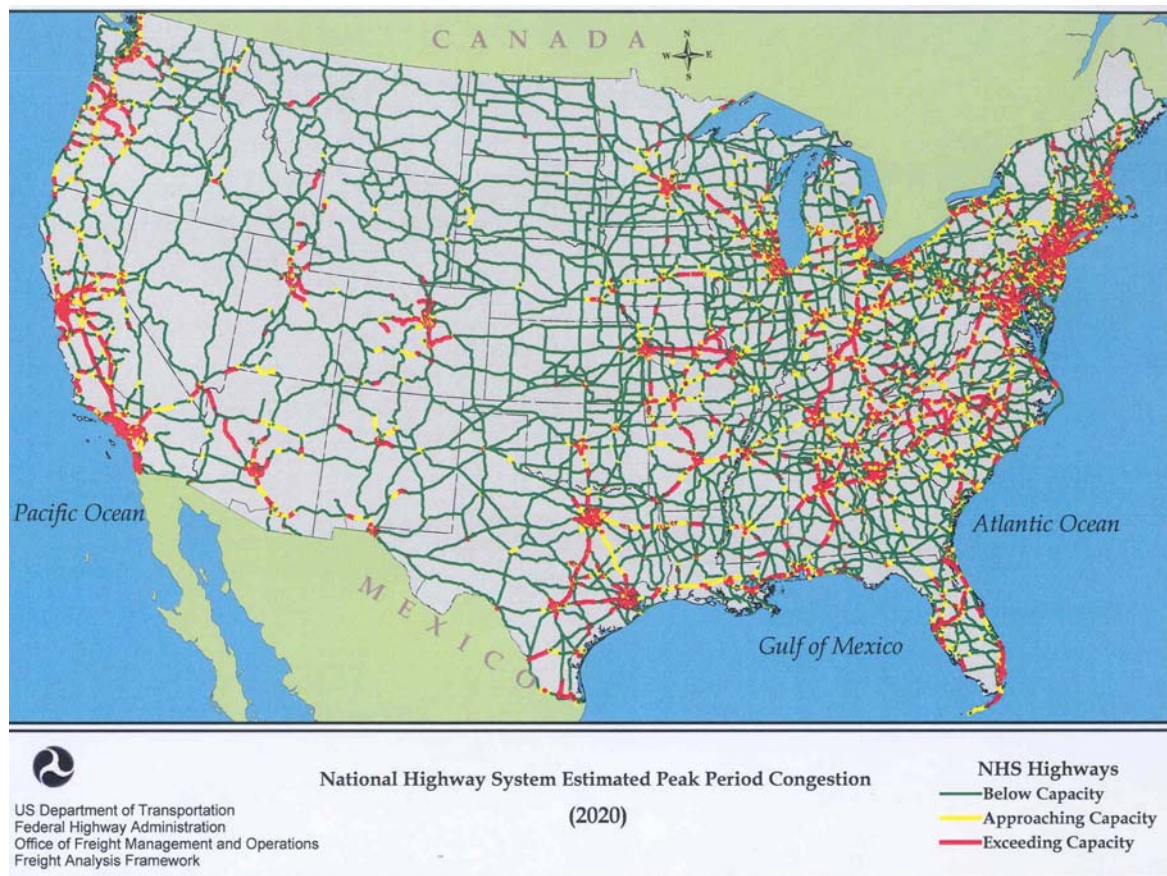 CANADA
N
W E
S
Pacific Ocean
Atlantic Ocean
MEXICO
Gulf of Mexico
National Highway System Estimated Peak Period Congestion
(2020)
US Department of Transportation
Federal Highway Administration
Office of Freight Management and Operations
Freight Analysis Framework
NHS Highways
Below Capacity
Approaching Capacity
Exceeding Capacity